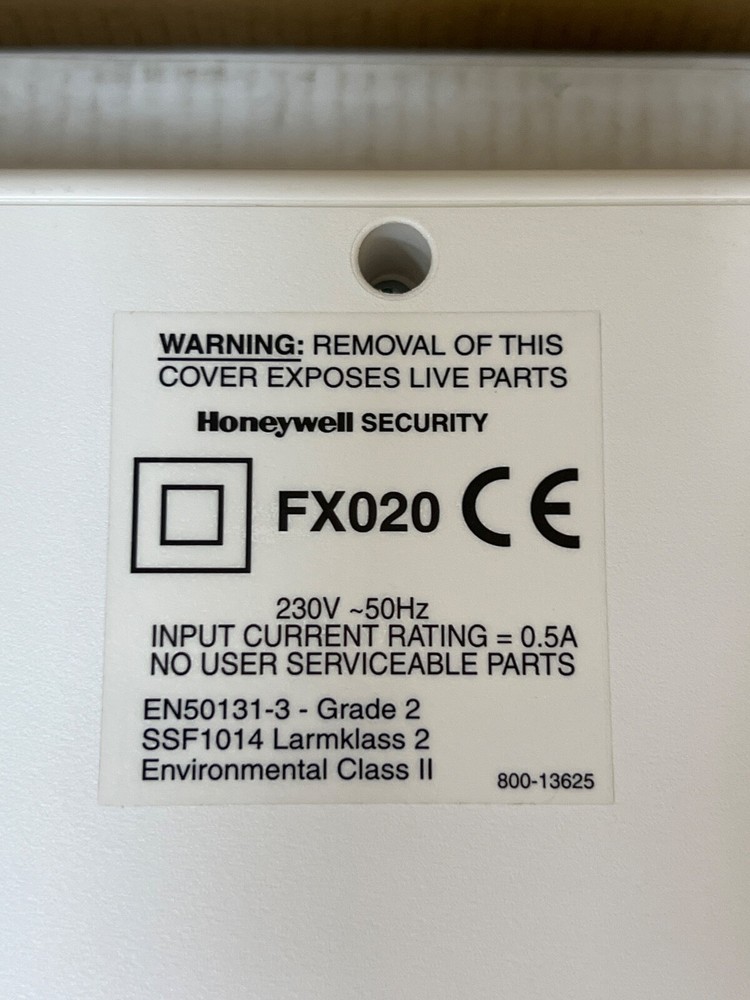 WARNING: REMOVAL OF THIS
COVER EXPOSES LIVE PARTS
Honeywell SECURITY
FX020 CE
230V ~50Hz
INPUT CURRENT RATING = 0.5A
NO USER SERVICEABLE PARTS
EN50131-3 - Grade 2
SSF1014 Larmklass 2
Environmental Class II 800-13625